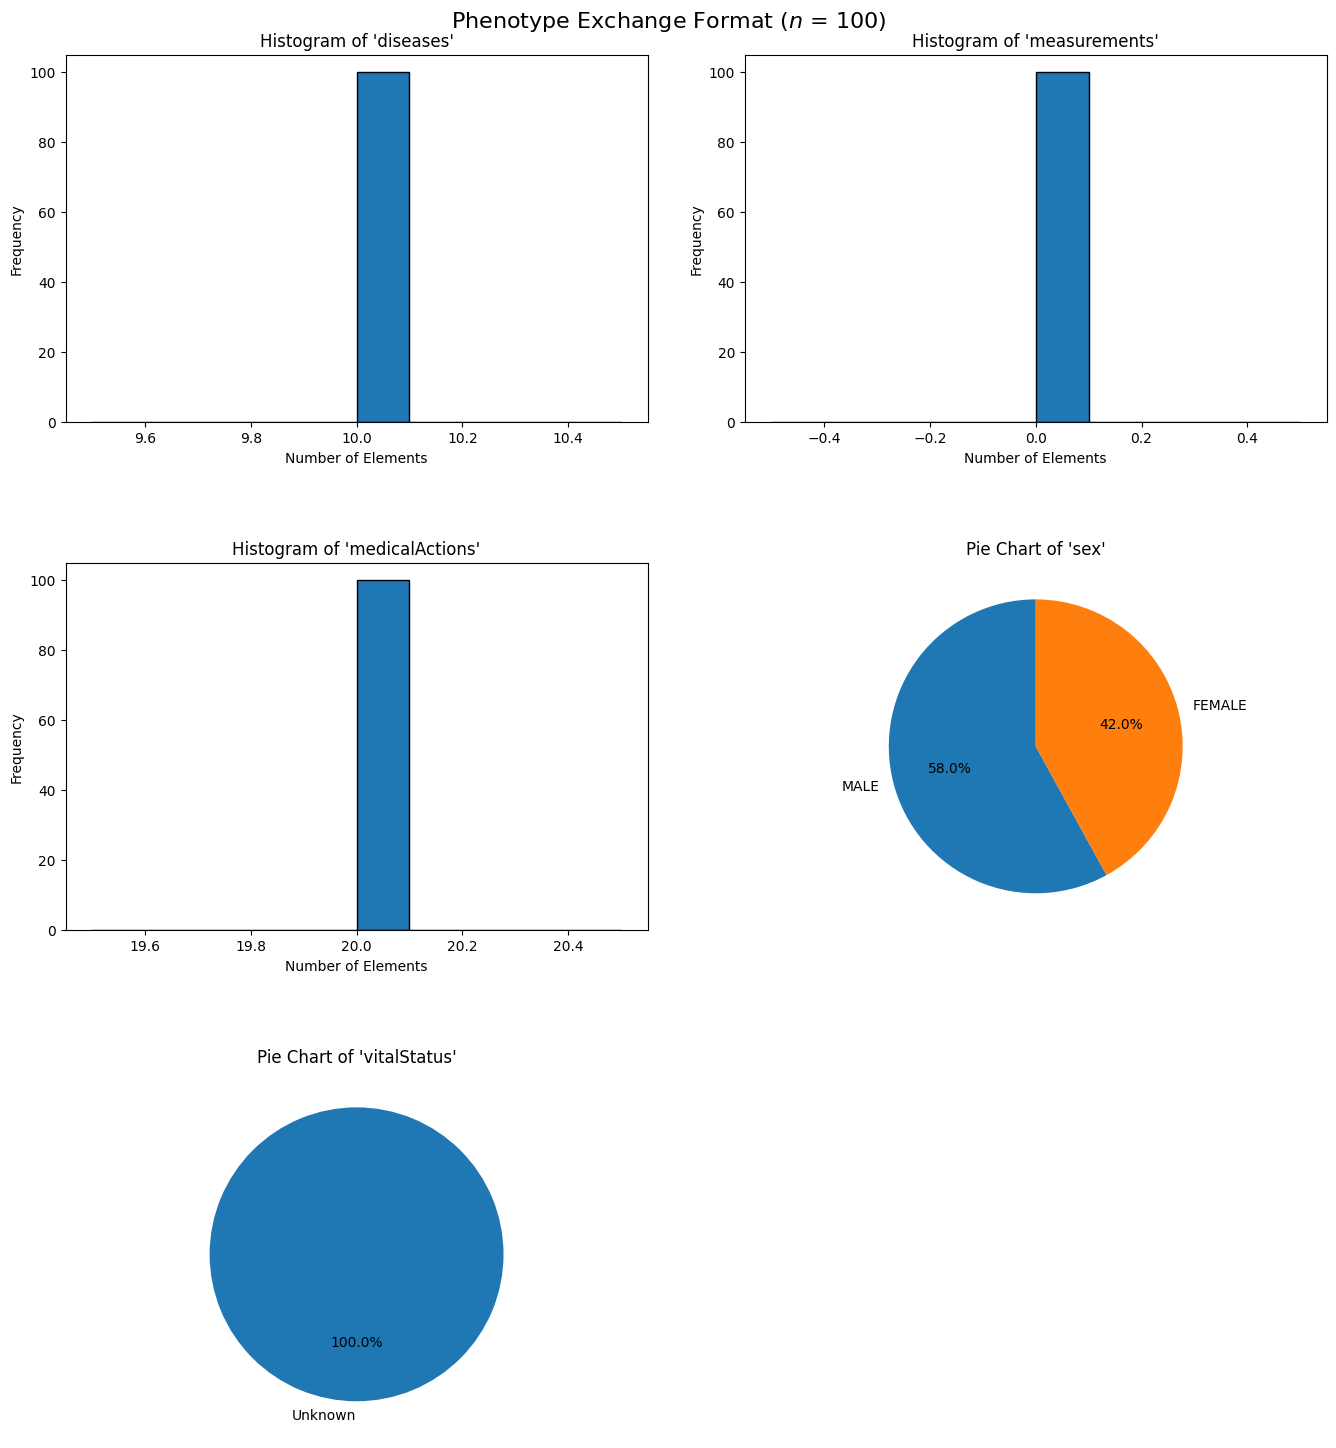 Phenotype Exchange Format (n = 100)
Histogram of 'diseases'
100
80
60
40
20
0
Frequency
9.6 9.8 10.0 10.2 10.4
Number of Elements
Histogram of 'measurements'
100
80
60
40
20
0
Frequency
−0.4 −0.2 0.0 0.2 0.4
Number of Elements
Histogram of 'medicalActions'
100
80
60
40
20
0
Frequency
19.6 19.8 20.0 20.2 20.4
Number of Elements
Pie Chart of 'sex'
FEMALE
42.0%
58.0%
MALE
Pie Chart of 'vitalStatus'
100.0%
Unknown